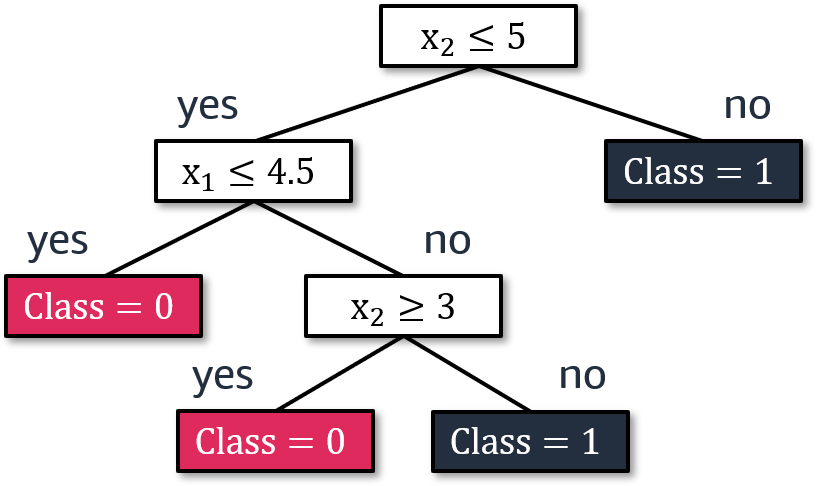 x₂ ≤ 5
yes
no
x₁ ≤ 4.5
Class = 1
yes
no
Class = 0
x₂ ≥ 3
yes
no
Class = 0
Class = 1